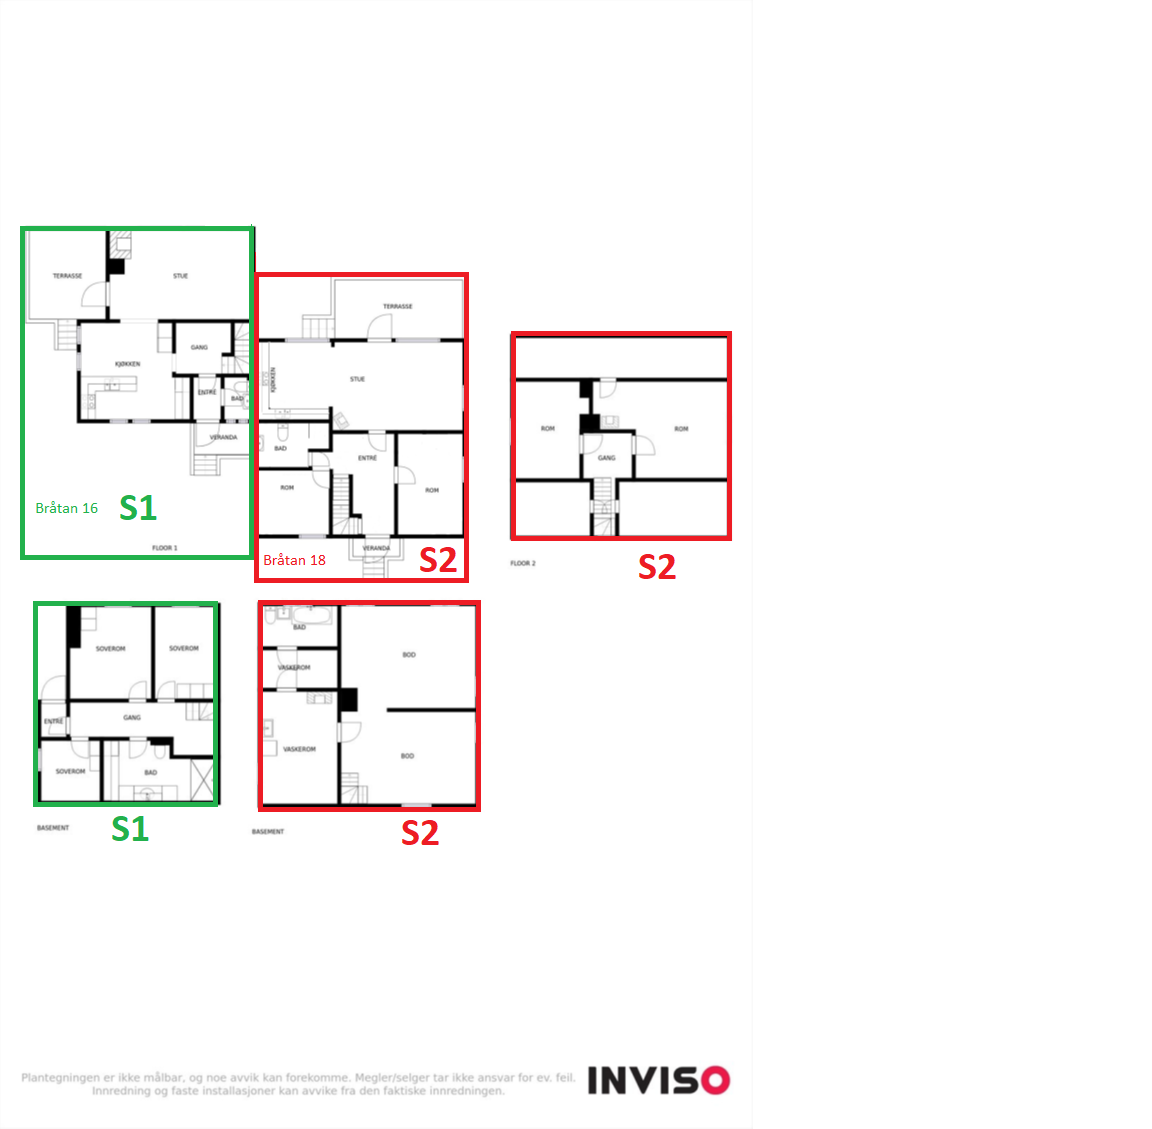 TERRASSE
STUE
KJØKKEN
GANG
ENTRÉ
BAD
VERANDA
Bråtan 16
S1
FLOOR 1
TERRASSE
KJØKKEN
STUE
BAD
ENTRÉ
ROM
ROM
VERANDA
Bråtan 18
S2
ROM
ROM
GANG
FLOOR 2
S2
SOVEROM
SOVEROM
ENTRÉ
GANG
SOVEROM
BAD
BASEMENT
S1
BAD
BOD
VASKEROM
VASKEROM
BOD
BASEMENT
S2
Plantegningen er ikke målbar, og noe avvik kan forekomme. Megler/selger tar ikke ansvar for ev. feil.
Innredning og faste installasjoner kan avvike fra den faktiske innredningen.
INVISO